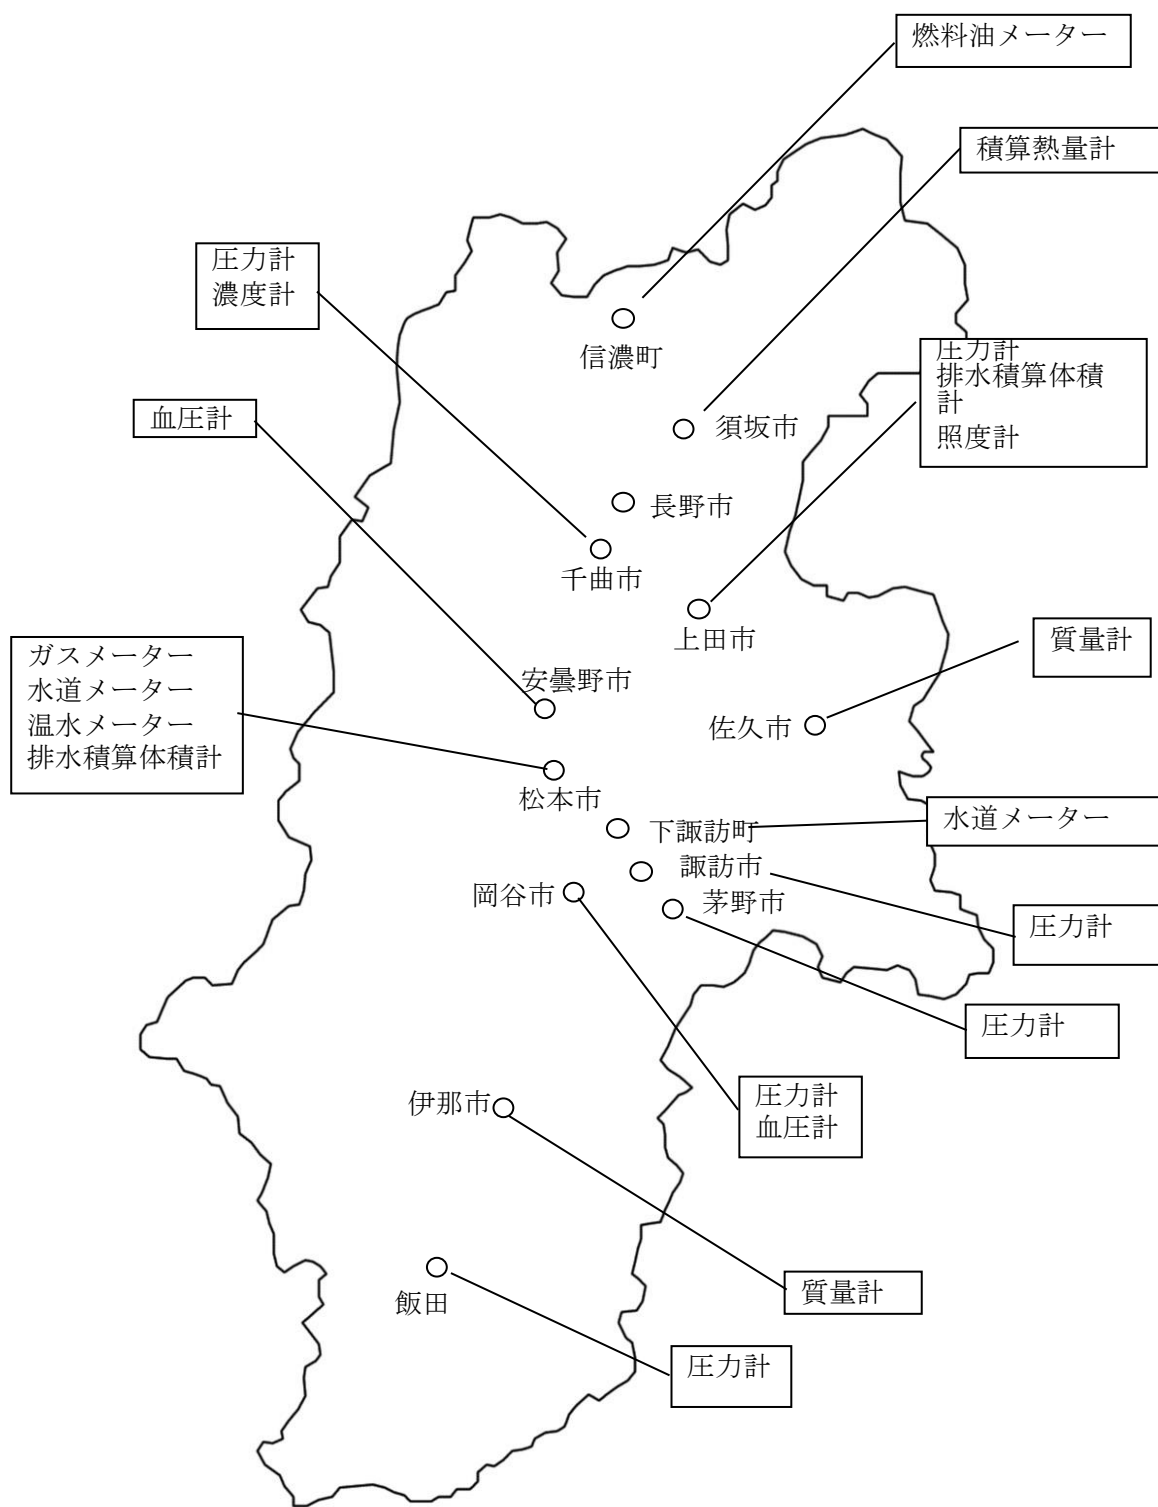 燃料油メーター
積算熱量計
圧力計
濃度計
信濃町
圧力計
排水積算体積
計
照度計
血圧計
須坂市
長野市
千曲市
上田市
質量計
ガスメーター
水道メーター
温水メーター
排水積算体積計
安曇野市
佐久市
松本市
下諏訪町
水道メーター
諏訪市
岡谷市
茅野市
圧力計
圧力計
圧力計
血圧計
伊那市
質量計
飯田
圧力計